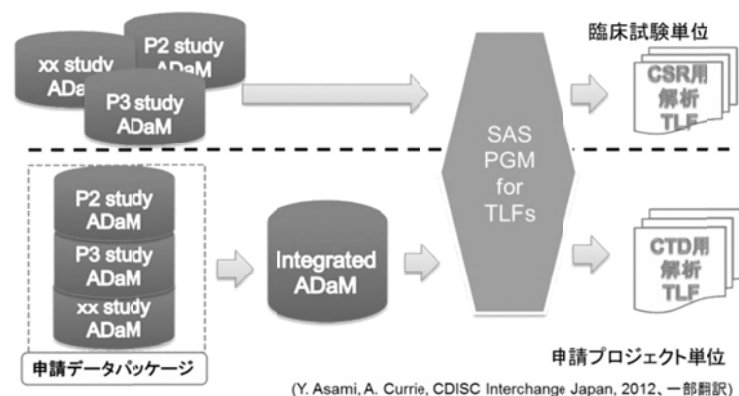 臨床試験単位
P2 study
ADaM
xx study
ADaM
P3 study
ADaM
CSR用
解析
TLF
SAS
PGM
for
TLFs
P2 study
ADaM
P3 study
ADaM
xx study
ADaM
Integrated
ADaM
CTD用
解析
TLF
申請データパッケージ
申請プロジェクト単位
(Y. Asami, A. Currie, CDISC Interchange Japan, 2012、一部翻訳)